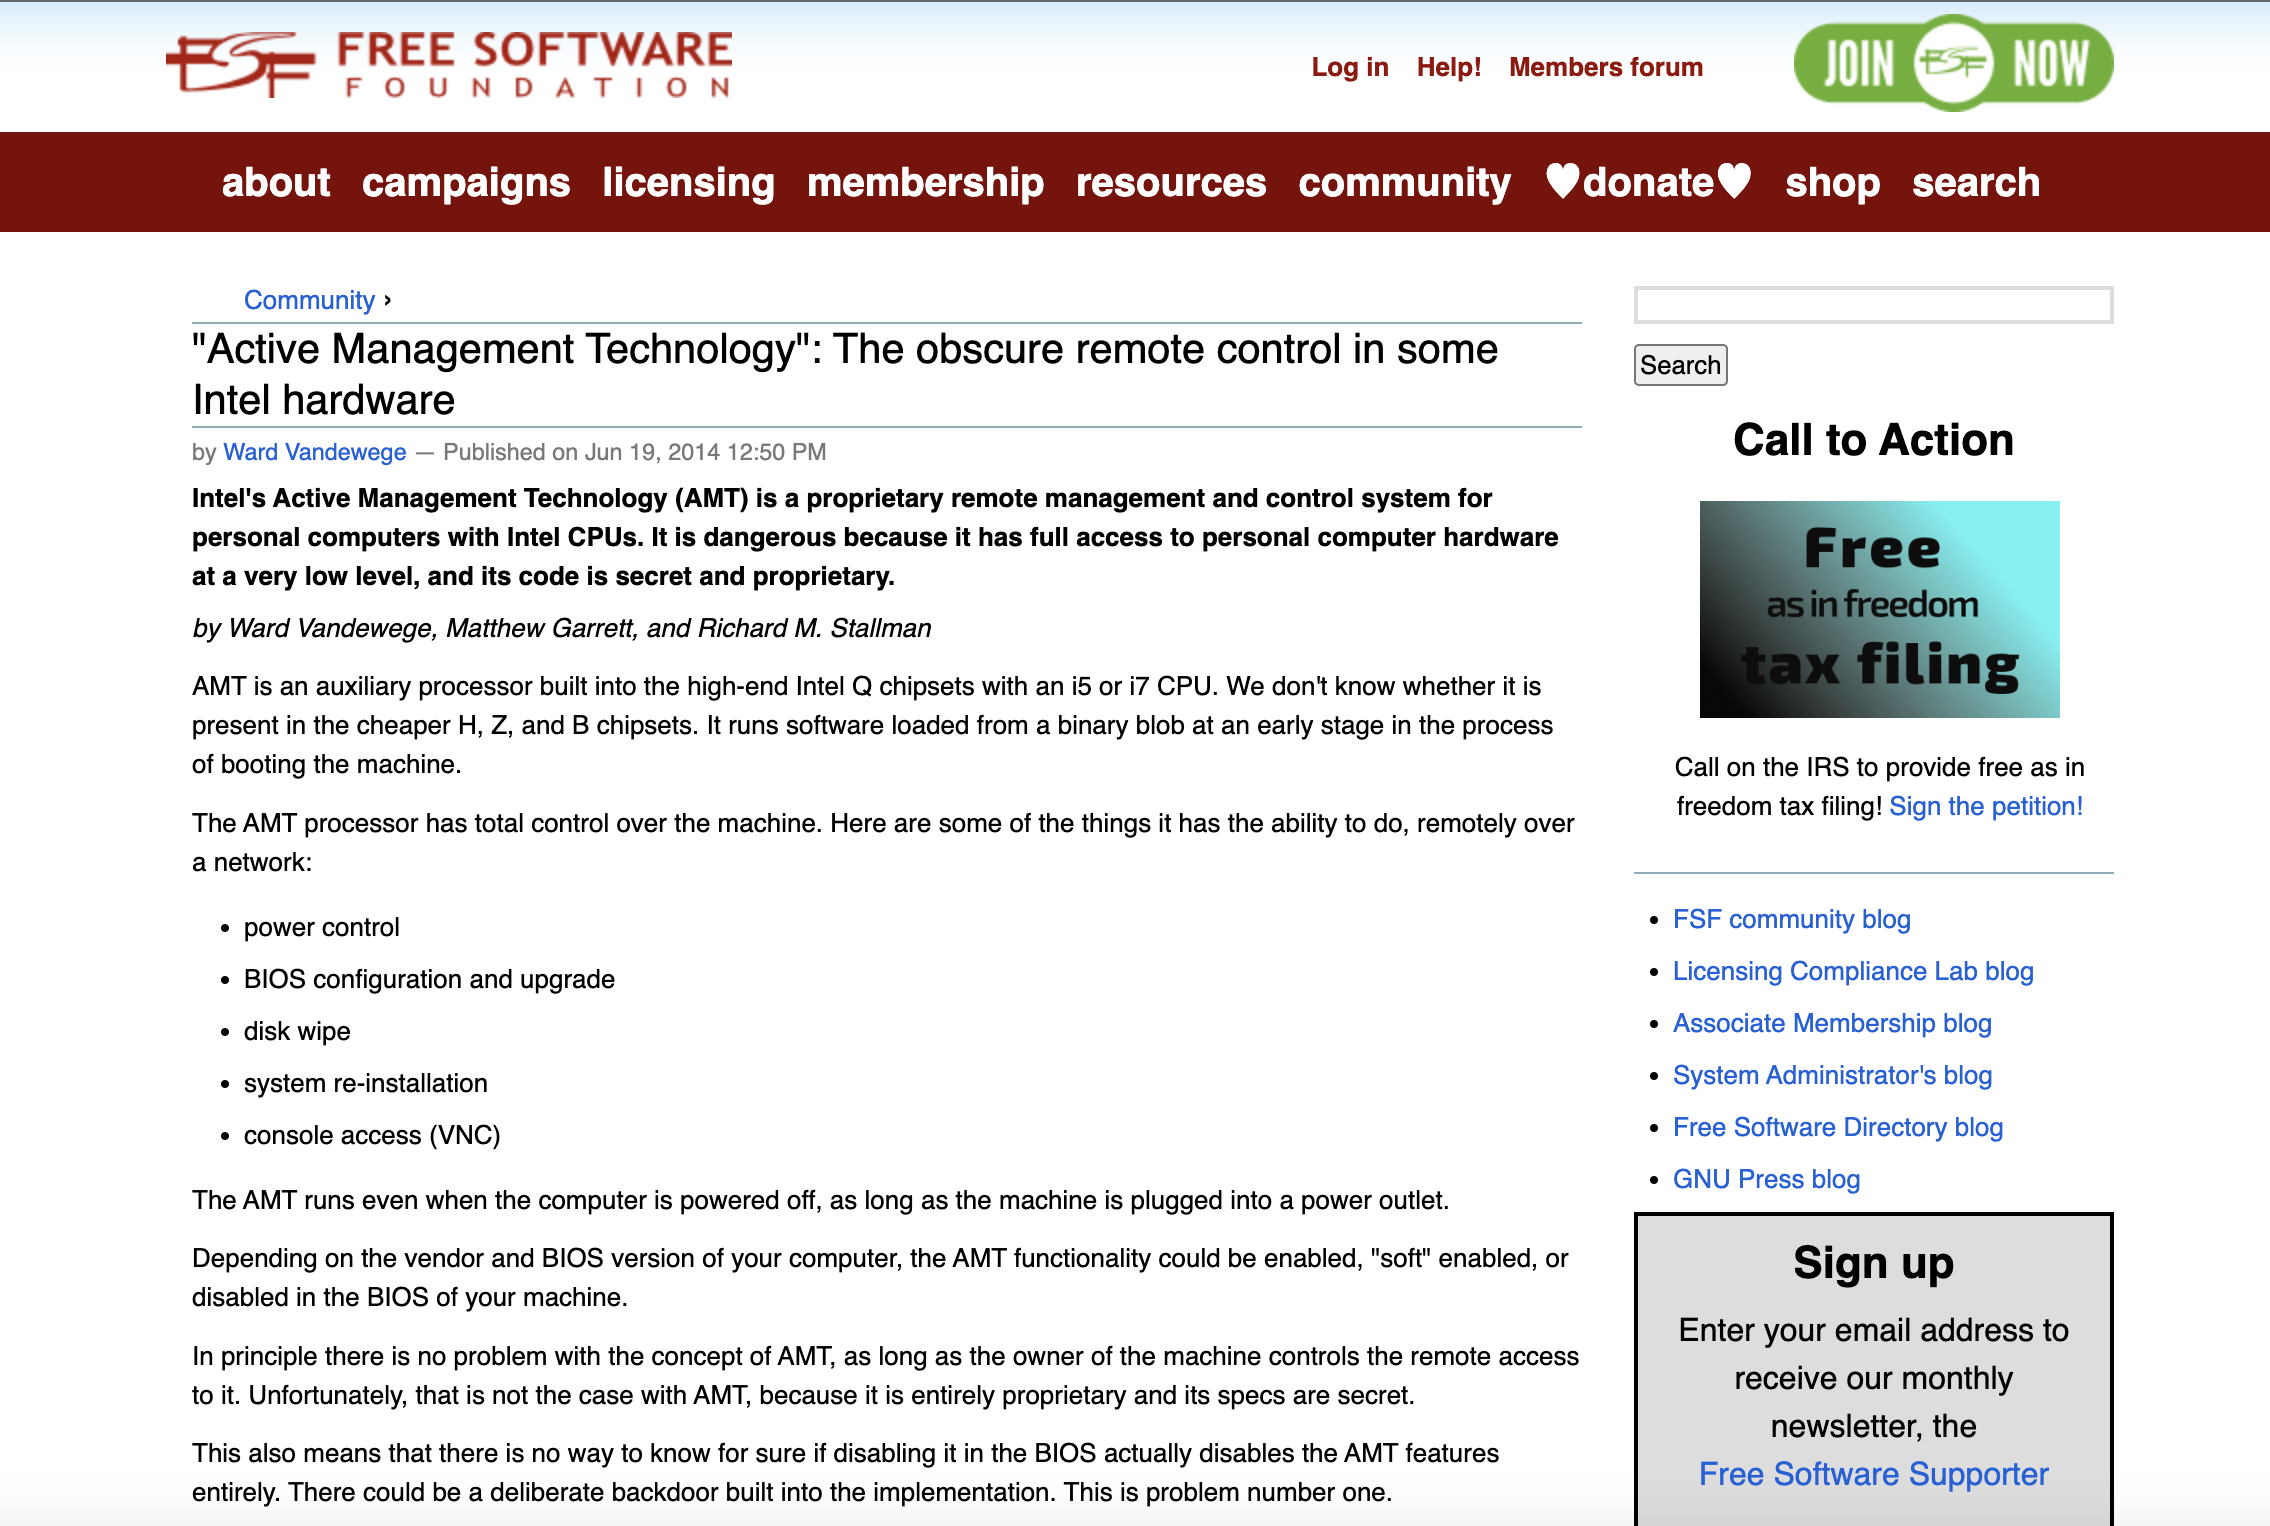 FSF FREE SOFTWARE
FOUNDATION
Log in Help! Members forum
JOIN FSF NOW
about campaigns licensing membership resources community ♥donate♥ shop search
Community ›
"Active Management Technology": The obscure remote control in some
Intel hardware
by Ward Vandewege — Published on Jun 19, 2014 12:50 PM
Intel's Active Management Technology (AMT) is a proprietary remote management and control system for
personal computers with Intel CPUs. It is dangerous because it has full access to personal computer hardware
at a very low level, and its code is secret and proprietary.
by Ward Vandewege, Matthew Garrett, and Richard M. Stallman
AMT is an auxiliary processor built into the high-end Intel Q chipsets with an i5 or i7 CPU. We don't know whether it is
present in the cheaper H, Z, and B chipsets. It runs software loaded from a binary blob at an early stage in the process
of booting the machine.
The AMT processor has total control over the machine. Here are some of the things it has the ability to do, remotely over
a network:
• power control
• BIOS configuration and upgrade
• disk wipe
• system re-installation
• console access (VNC)
The AMT runs even when the computer is powered off, as long as the machine is plugged into a power outlet.
Depending on the vendor and BIOS version of your computer, the AMT functionality could be enabled, "soft" enabled, or
disabled in the BIOS of your machine.
In principle there is no problem with the concept of AMT, as long as the owner of the machine controls the remote access
to it. Unfortunately, that is not the case with AMT, because it is entirely proprietary and its specs are secret.
This also means that there is no way to know for sure if disabling it in the BIOS actually disables the AMT features
entirely. There could be a deliberate backdoor built into the implementation. This is problem number one.
Search
Call to Action
Free
as in freedom
tax filing
Call on the IRS to provide free as in
freedom tax filing! Sign the petition!
• FSF community blog
• Licensing Compliance Lab blog
• Associate Membership blog
• System Administrator's blog
• Free Software Directory blog
• GNU Press blog
Sign up
Enter your email address to
receive our monthly
newsletter, the
Free Software Supporter